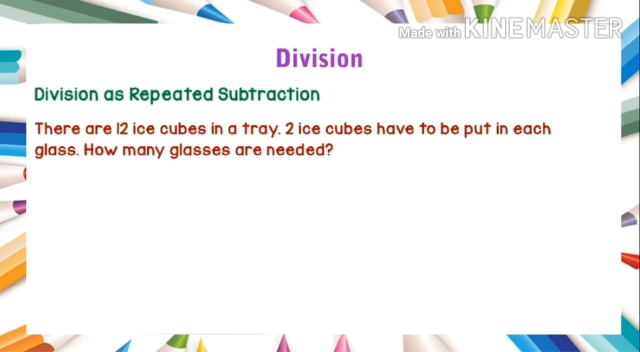 Made with KINEMASTER
Division
Division as Repeated Subtraction
There are 12 ice cubes in a tray. 2 ice cubes have to be put in each
glass. How many glasses are needed?